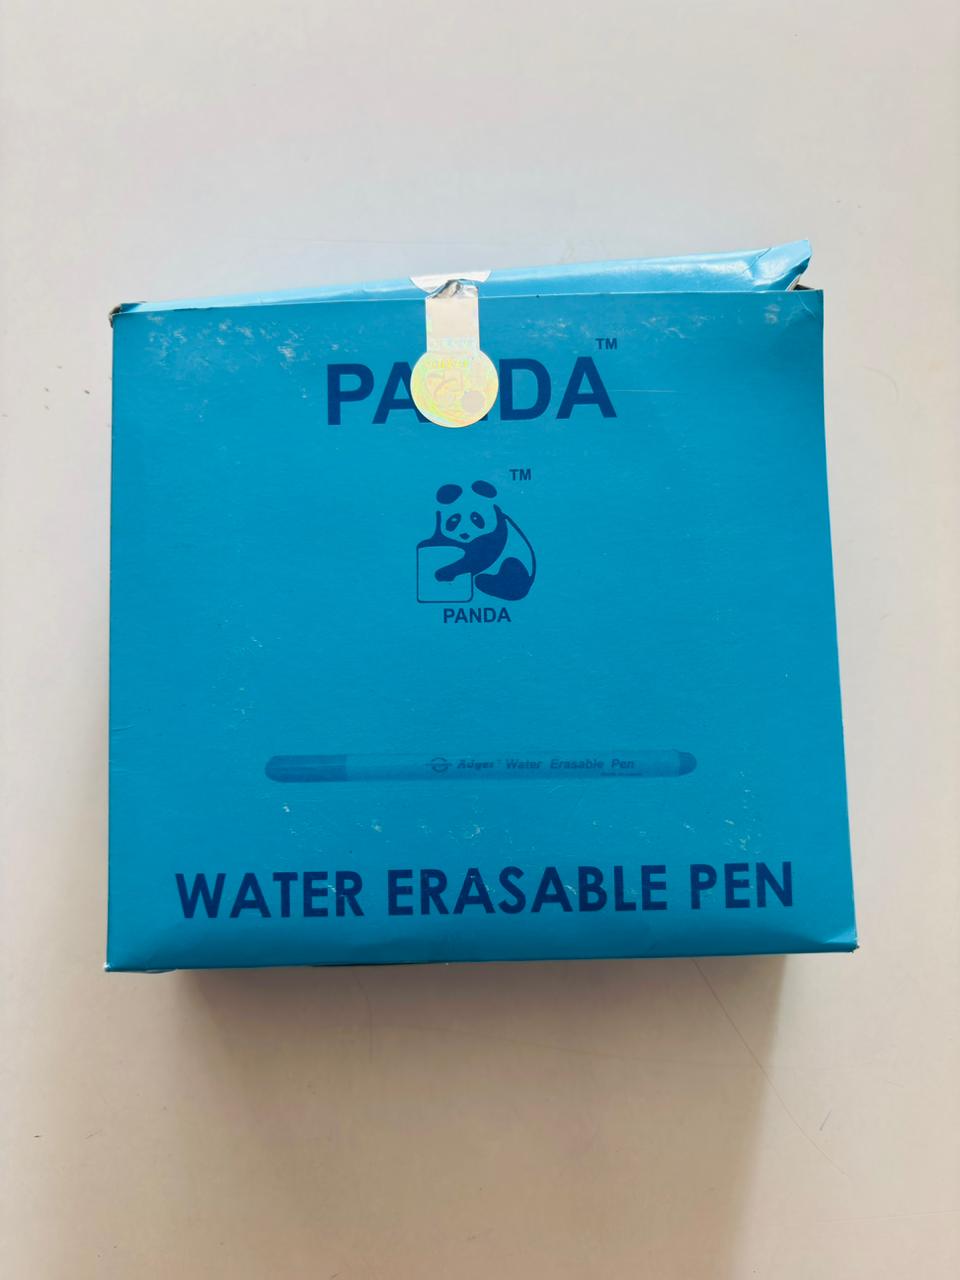 PANDA™
TM
PANDA
Adger Water Erasable Pen
WATER ERASABLE PEN